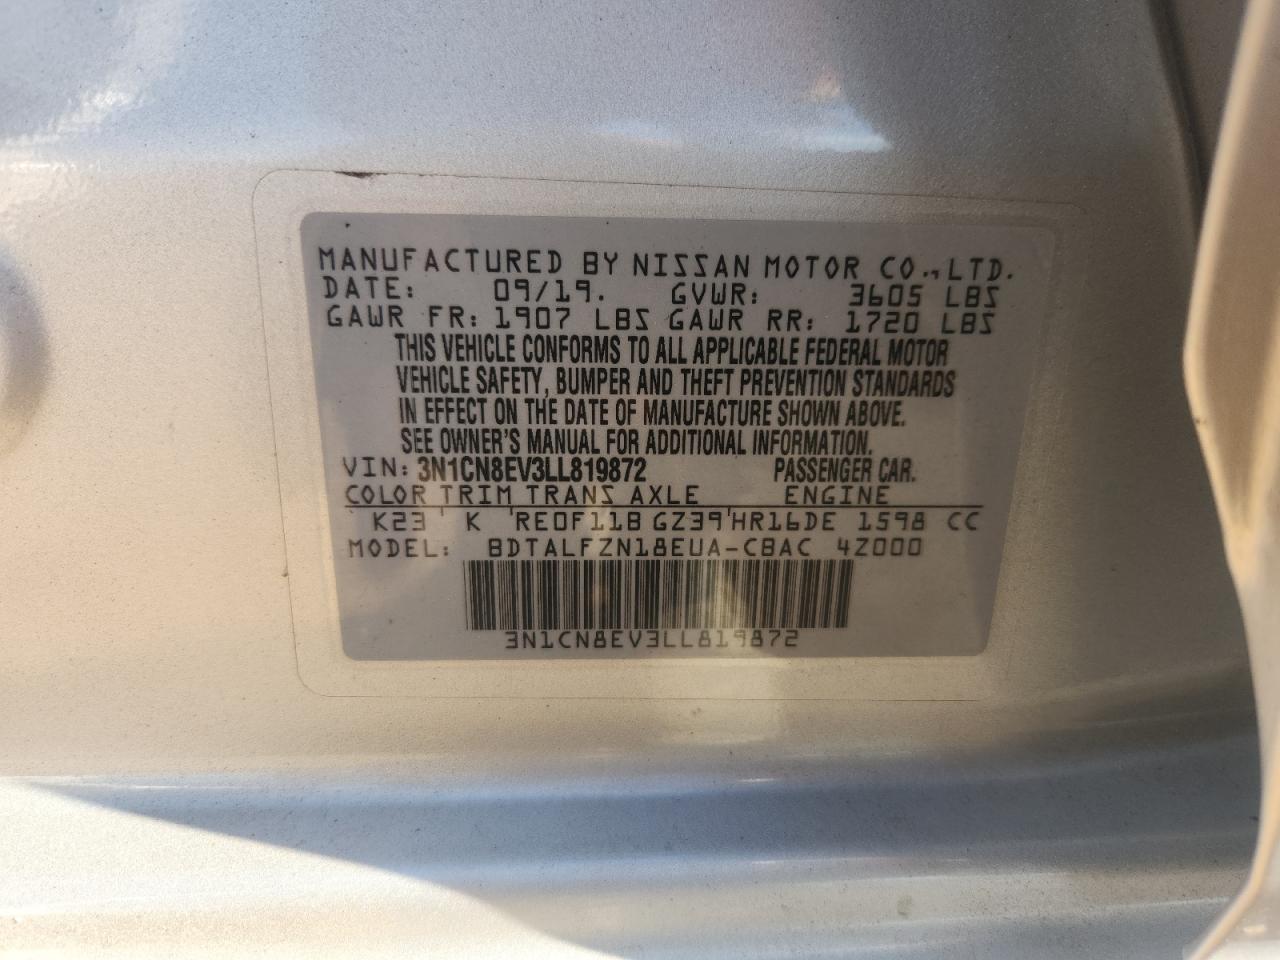 MANUFACTURED BY NISSAN MOTOR CO., LTD.
DATE: 09/19. GVWR: 3605 LBS
GAWR FR: 1907 LBS GAWR RR: 1720 LBS
THIS VEHICLE CONFORMS TO ALL APPLICABLE FEDERAL MOTOR
VEHICLE SAFETY, BUMPER AND THEFT PREVENTION STANDARDS
IN EFFECT ON THE DATE OF MANUFACTURE SHOWN ABOVE.
SEE OWNER'S MANUAL FOR ADDITIONAL INFORMATION.
VIN: 3N1CN8EV3LL819872 PASSENGER CAR.
COLOR TRIM TRANS AXLE ENGINE
K23 K RE0F11B GZ39 HR16DE 1598 CC
MODEL: BDTALFZN18EUA-CBAC 4Z000
3N1CN8EV3LL819872